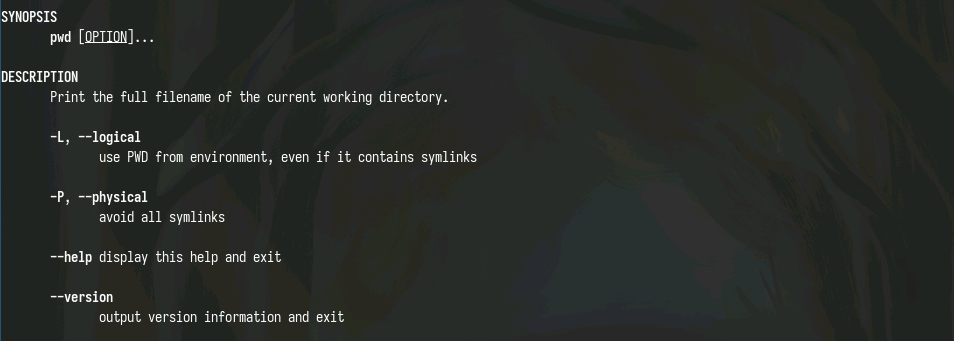 SYNOPSIS
pwd [OPTION]...
DESCRIPTION
Print the full filename of the current working directory.
-L, --logical
use PWD from environment, even if it contains symlinks
-P, --physical
avoid all symlinks
--help display this help and exit
--version
output version information and exit